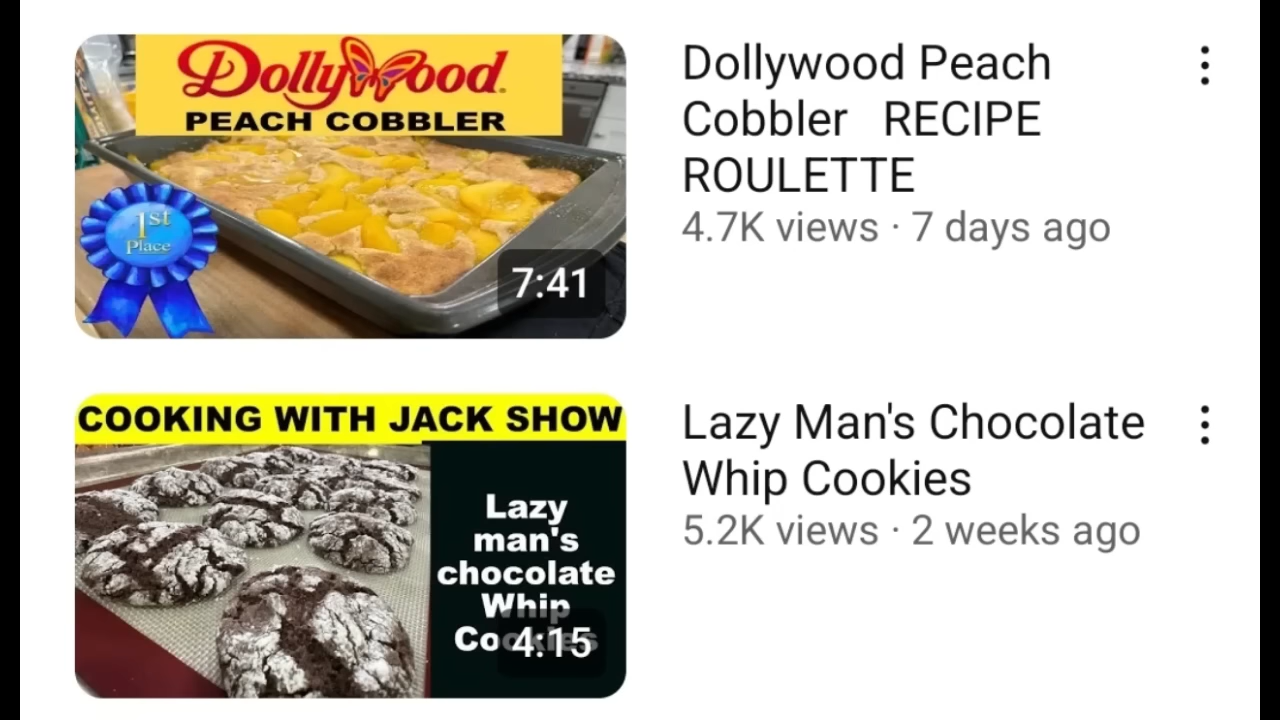 Dollywood
PEACH COBBLER
1st
Place
7:41
Dollywood Peach
Cobbler   RECIPE
ROULETTE
4.7K views · 7 days ago
COOKING WITH JACK SHOW
Lazy
man's
chocolate
Whip
Cookies
4:15
Lazy Man's Chocolate
Whip Cookies
5.2K views · 2 weeks ago